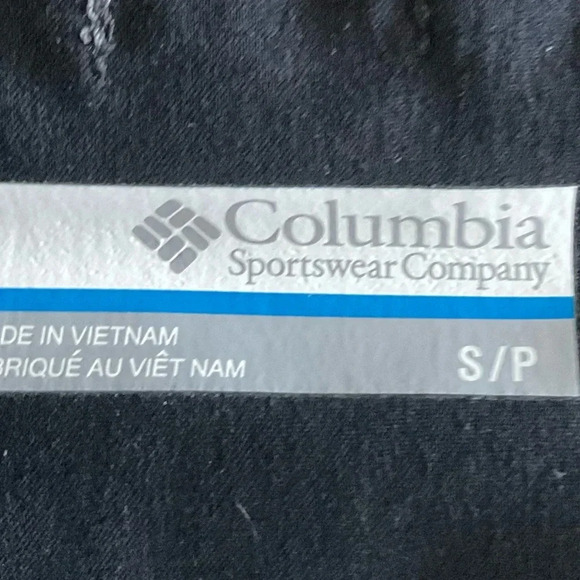 Columbia
Sportswear Company
DE IN VIETNAM
BRIQUÉ AU VIÊT NAM
S/P